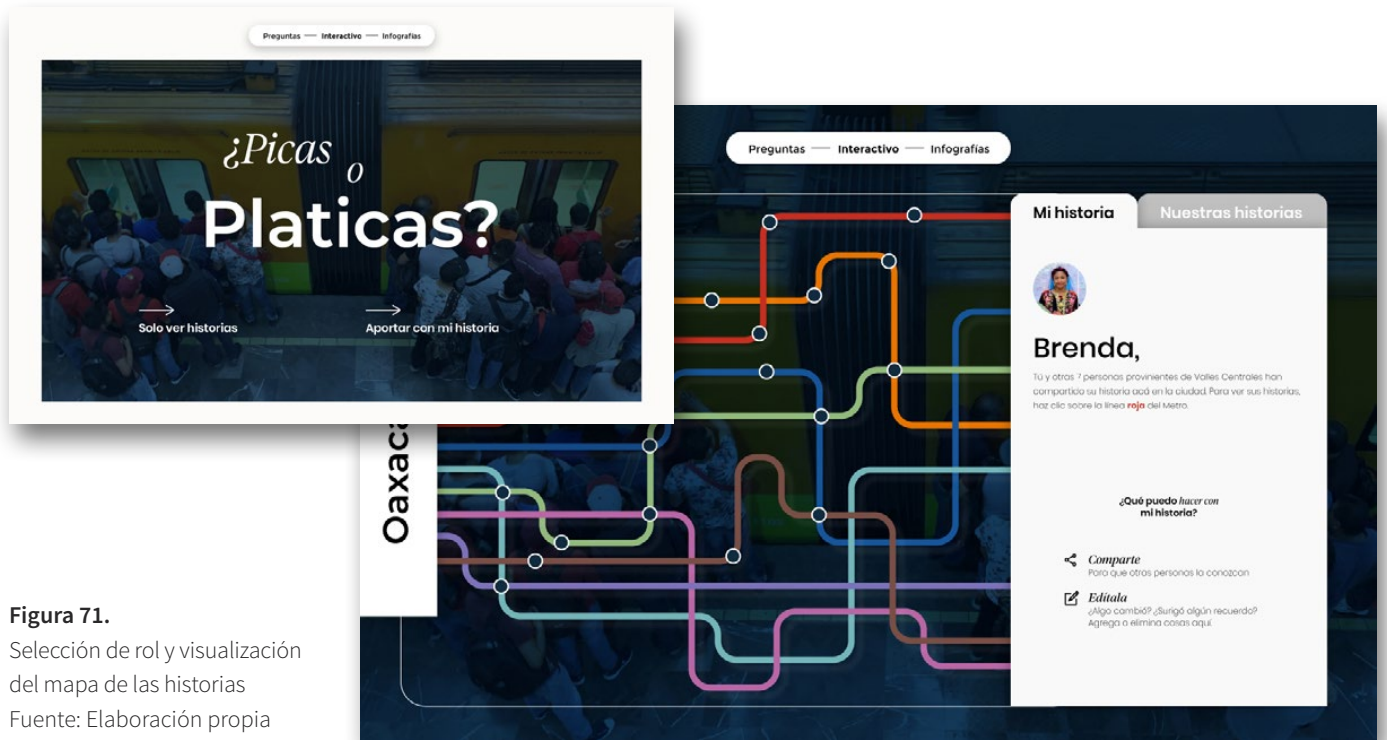 Preguntas — Interactivo — Infografías
¿Picas
o
Platicas?
Solo ver historias
Aportar con mi historia
Preguntas — Interactivo — Infografías
Oaxaca
Mi historia
Nuestras historias
Brenda,
Tú y otras 7 personas provinientes de Valles Centrales han
compartido su historia acá en la ciudad. Para ver sus historias,
haz clic sobre la línea roja del Metro.
¿Qué puedo hacer con
mi historia?
Comparte
Para que otras personas la conozcan
Edítala
¿Algo cambió? ¿Surigó algún recuerdo?
Agrega o elimina cosas aquí.
Figura 71.
Selección de rol y visualización
del mapa de las historias
Fuente: Elaboración propia